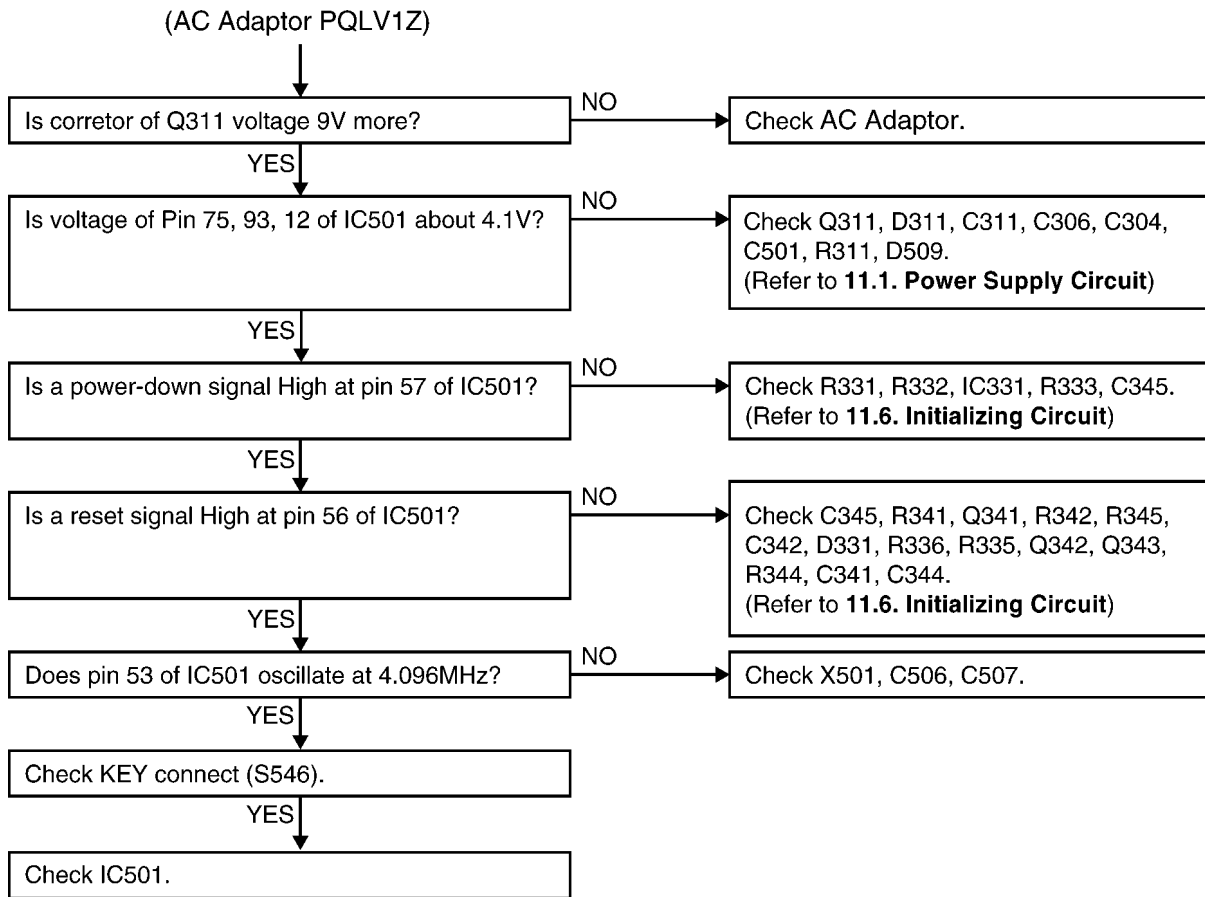 (AC Adaptor PQLV1Z)
Is corretor of Q311 voltage 9V more?
NO
Check AC Adaptor.
YES
Is voltage of Pin 75, 93, 12 of IC501 about 4.1V?
NO
Check Q311, D311, C311, C306, C304,
C501, R311, D509.
(Refer to 11.1. Power Supply Circuit)
YES
Is a power-down signal High at pin 57 of IC501?
NO
Check R331, R332, IC331, R333, C345.
(Refer to 11.6. Initializing Circuit)
YES
Is a reset signal High at pin 56 of IC501?
NO
Check C345, R341, Q341, R342, R345,
C342, D331, R336, R335, Q342, Q343,
R344, C341, C344.
(Refer to 11.6. Initializing Circuit)
YES
Does pin 53 of IC501 oscillate at 4.096MHz?
NO
Check X501, C506, C507.
YES
Check KEY connect (S546).
YES
Check IC501.